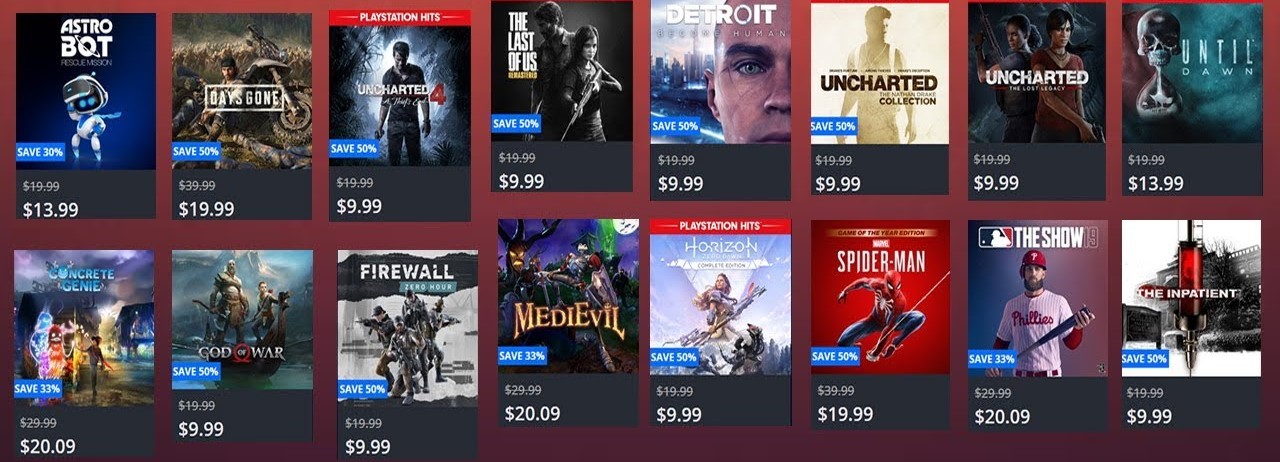 ASTRO
BOT
RESCUE MISSION
SAVE 30%
$19.99
$13.99
DAYS GONE
SAVE 50%
$39.99
$19.99
PLAYSTATION HITS
UNCHARTED 4
A Thief's End
SAVE 50%
$19.99
$9.99
THE
LAST
OF US
REMASTERED
SAVE 50%
$19.99
$9.99
DETROIT
BECOME HUMAN
SAVE 50%
$19.99
$9.99
UNCHARTED
THE NATHAN DRAKE
COLLECTION
SAVE 50%
$19.99
$9.99
UNCHARTED
THE LOST LEGACY
$19.99
$9.99
UNTIL
DAWN
$19.99
$13.99
CONCRETE
GENIE
SAVE 33%
$29.99
$20.09
GOD OF WAR
SAVE 50%
$19.99
$9.99
FIREWALL
ZERO HOUR
SAVE 50%
$19.99
$9.99
MEDIEVIL
SAVE 33%
$29.99
$20.09
PLAYSTATION HITS
HORIZON
ZERO DAWN
COMPLETE EDITION
SAVE 50%
$19.99
$9.99
GAME OF THE YEAR EDITION
MARVEL
SPIDER-MAN
SAVE 50%
$39.99
$19.99
THE SHOW 19
Phillies
SAVE 33%
$29.99
$20.09
THE INPATIENT
SAVE 50%
$19.99
$9.99